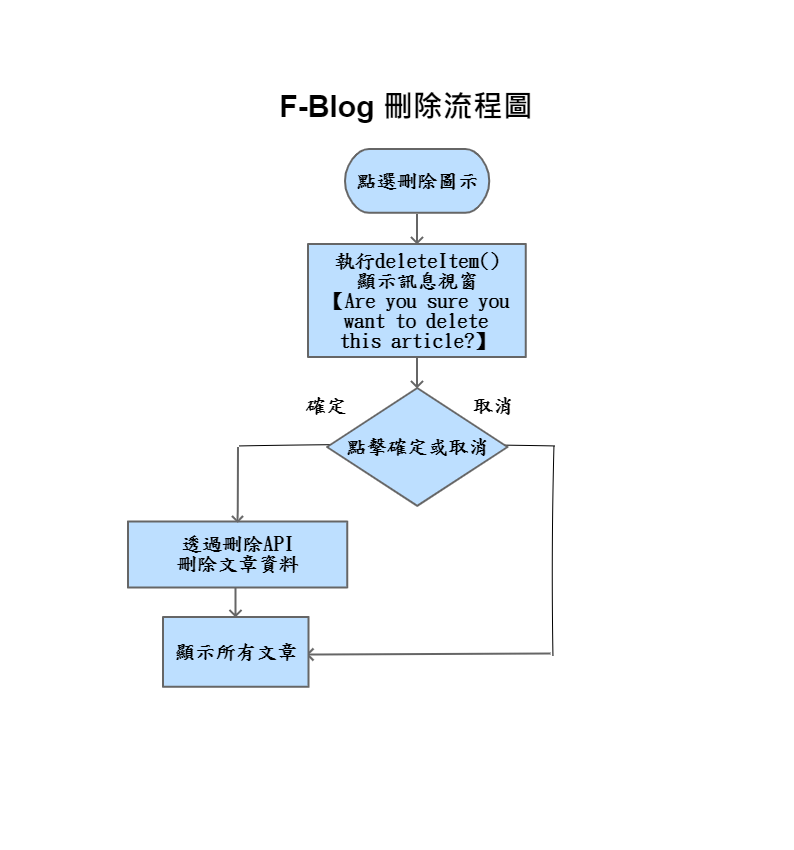 F-Blog 刪除流程圖
點選刪除圖示
執行deleteItem()
顯示訊息視窗
【Are you sure you
want to delete
this article?】
確定
取消
點擊確定或取消
透過刪除API
刪除文章資料
顯示所有文章